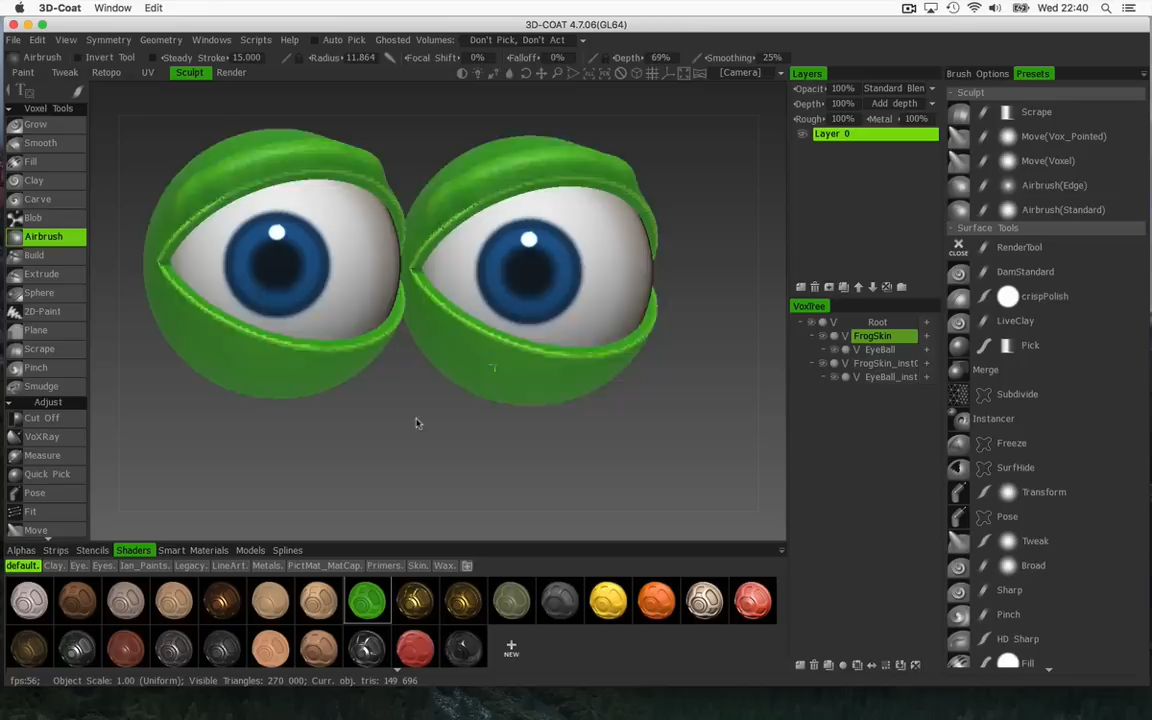 3D-Coat Window Edit Wed 22:40
3D-COAT 4.7.06(GL64)
File Edit View Symmetry Geometry Windows Scripts Help Auto Pick Ghosted Volumes: Don't Pick, Don't Act
Airbrush Invert Tool Steady Stroke 15.000 Radius 11.864 Focal Shift 0% Falloff 0% Depth 69% Smoothing 25%
Paint Tweak Retopo UV Sculpt Render [Camera]
Voxel Tools
Grow
Smooth
Fill
Clay
Carve
Blob
Airbrush
Build
Extrude
Sphere
2D-Paint
Plane
Scrape
Pinch
Smudge
Adjust
Cut Off
VoXRay
Measure
Quick Pick
Pose
Fit
Move
Layers
Opacit 100% Standard Blen
Depth 100% Add depth
Rough 100% Metal 100%
Layer 0
VoxTree
Root +
V FrogSkin +
V EyeBall +
V FrogSkin_inst +
V EyeBall_inst +
Brush Options Presets
Sculpt
Scrape
Move(Vox_Pointed)
Move(Voxel)
Airbrush(Edge)
Airbrush(Standard)
Surface Tools
CLOSE RenderTool
DamStandard
crispPolish
LiveClay
Pick
Merge
Subdivide
Instancer
Freeze
SurfHide
Transform
Pose
Tweak
Broad
Sharp
Pinch
HD Sharp
Fill
Alphas Strips Stencils Shaders Smart Materials Models Splines
default. Clay. Eye. Eyes. Ian_Paints. Legacy. LineArt. Metals. PictMat_MatCap. Primers. Skin. Wax.
NEW
fps:56; Object Scale: 1.00 (Uniform); Visible Triangles: 270 000; Curr. obj. tris: 149 696